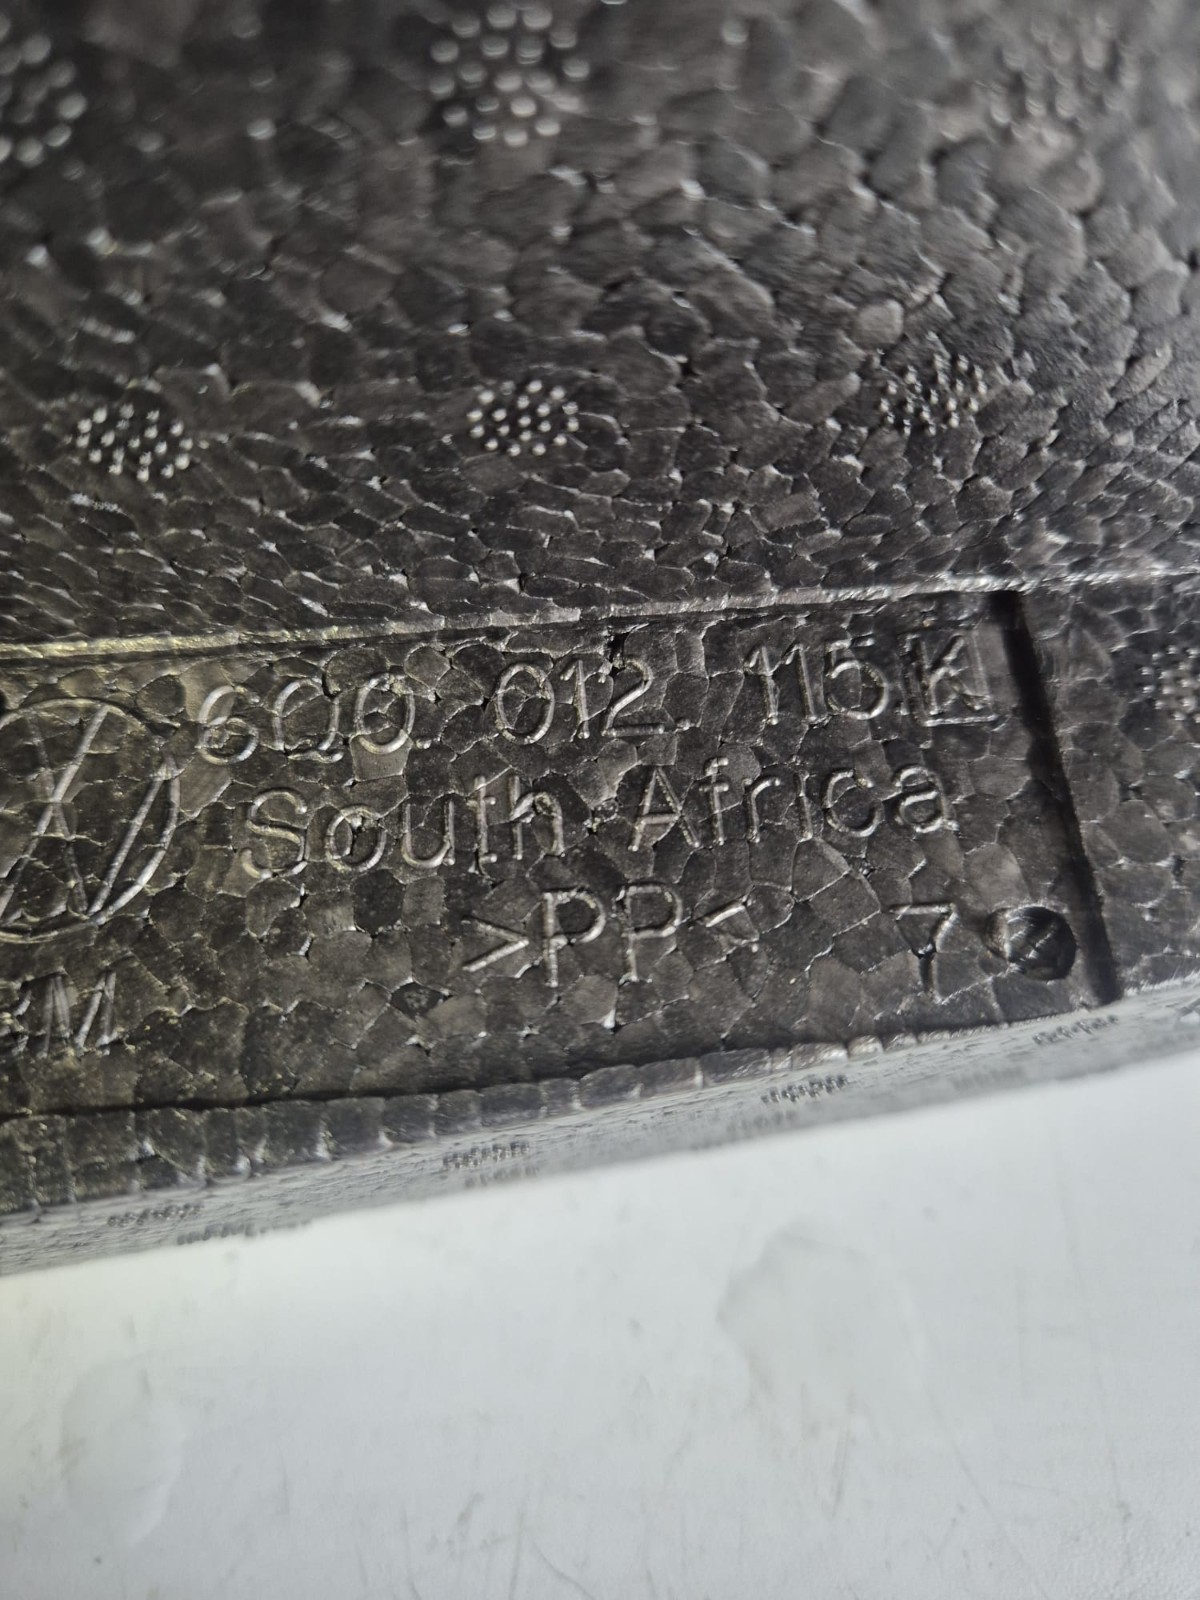 6Q0. 012. 115. K
South Africa
>PP< 7